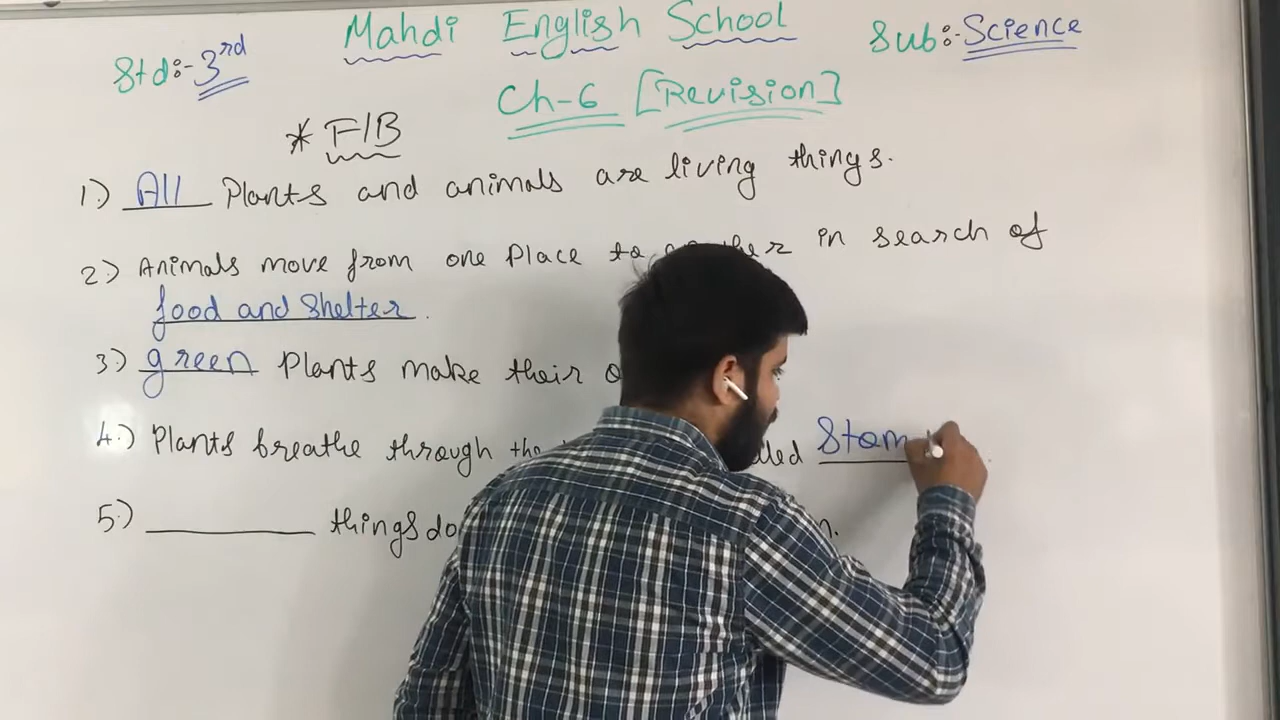 Mahdi English School
Std:- 3rd
Sub:- Science
Ch-6 [Revision]
* F/B
1.) All Plants and animals are living things.
2.) Animals move from one Place to in search of
food and Shelter.
3.) green Plants make their
4.) Plants breathe through the Stom
5.) ________ things do